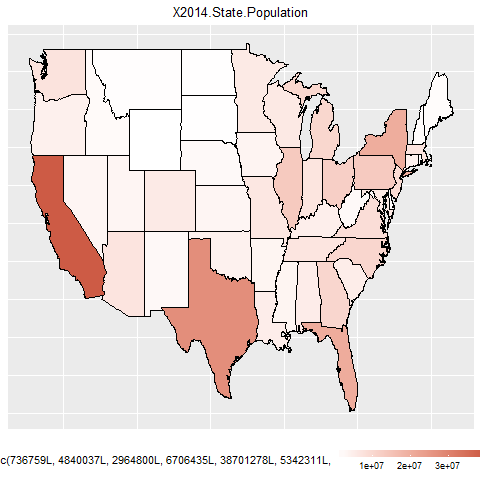 X2014.State.Population
c(736759L, 4840037L, 2964800L, 6706435L, 38701278L, 5342311L,
1e+07 2e+07 3e+07